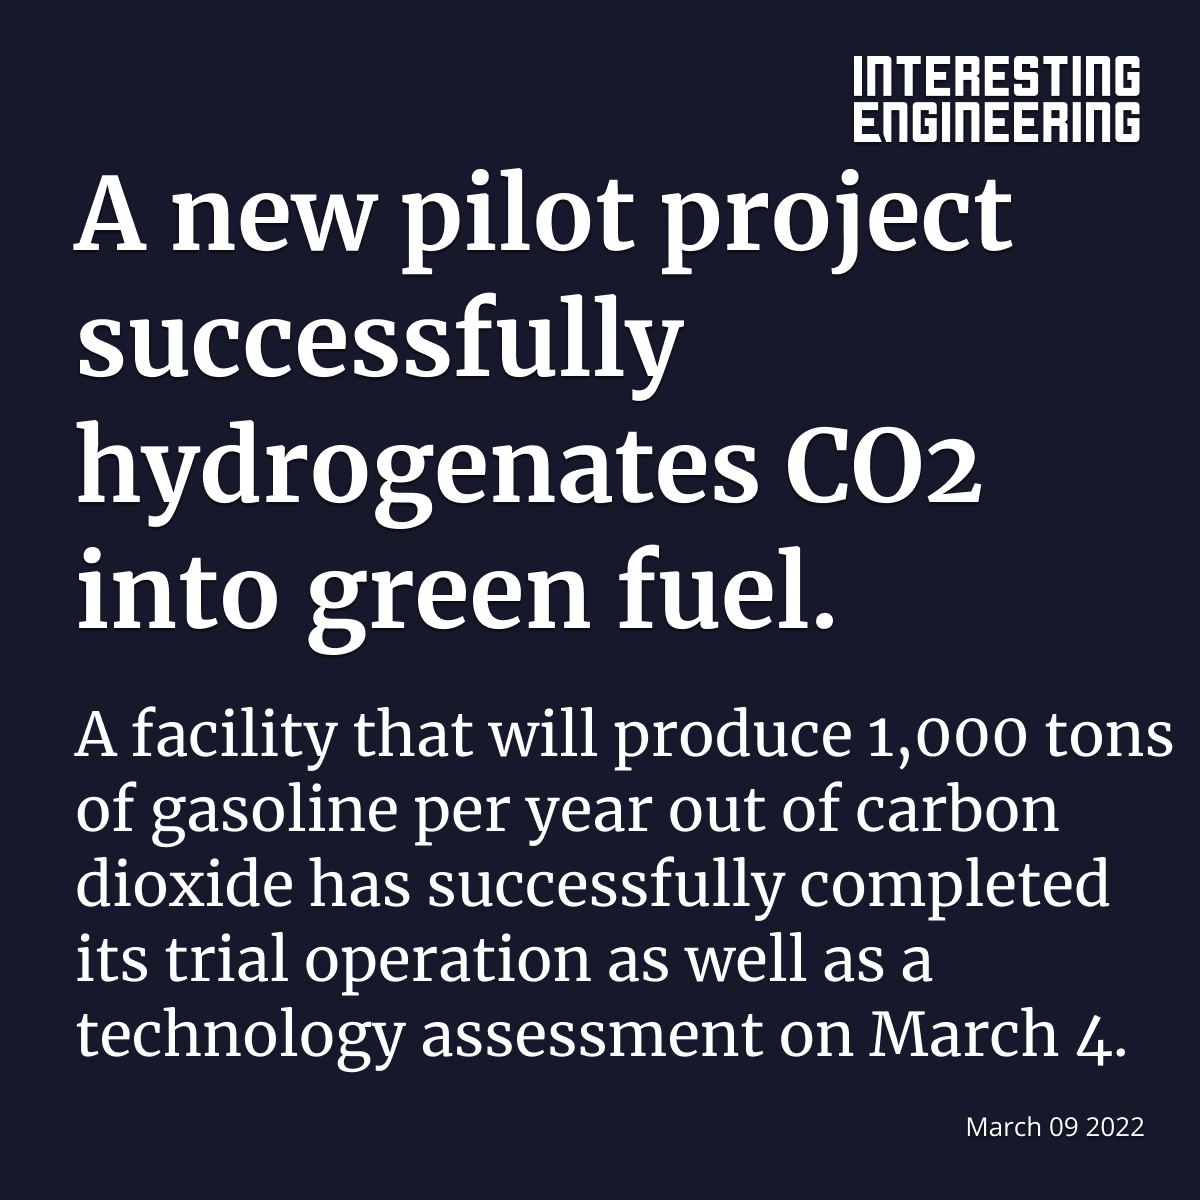 INTERESTING
ENGINEERING
A new pilot project
successfully
hydrogenates CO2
into green fuel.
A facility that will produce 1,000 tons
of gasoline per year out of carbon
dioxide has successfully completed
its trial operation as well as a
technology assessment on March 4.
March 09 2022